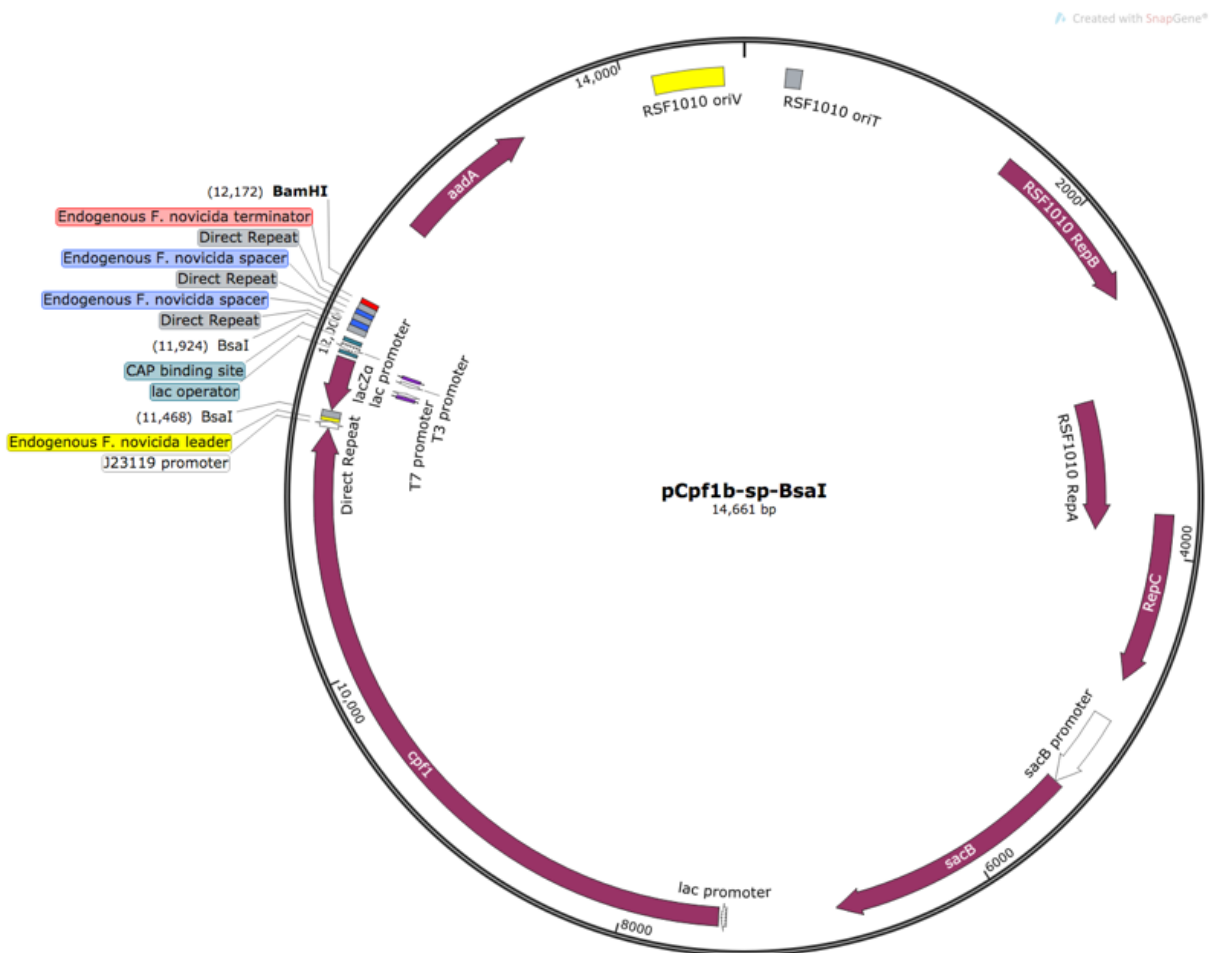 Created with SnapGene®
14,000
RSF1010 oriV
RSF1010 oriT
aadA
2000
RSF1010 RepB
(12,172) BamHI
Endogenous F. novicida terminator
Direct Repeat
Endogenous F. novicida spacer
Direct Repeat
Endogenous F. novicida spacer
Direct Repeat
(11,924) BsaI
CAP binding site
lac operator
(11,468) BsaI
Endogenous F. novicida leader
J23119 promoter
12,000
lacZα
lac promoter
T3 promoter
T7 promoter
Direct Repeat
RSF1010 RepA
pCpf1b-sp-BsaI
14,661 bp
4000
RepC
10,000
cpf1
sacB promoter
sacB
6000
lac promoter
8000